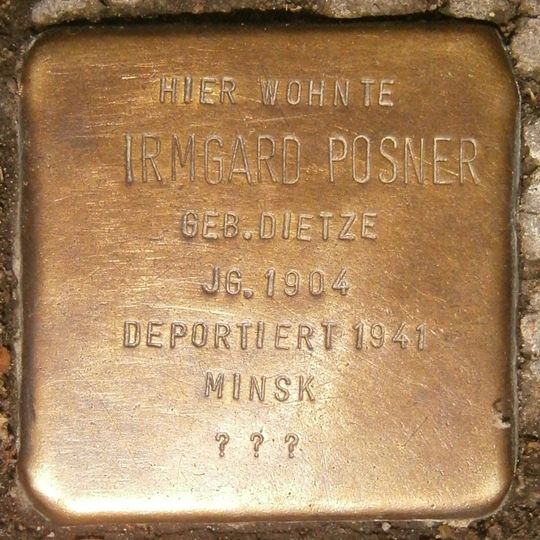 HIER WOHNTE
IRMGARD POSNER
GEB. DIETZE
JG. 1904
DEPORTIERT 1941
MINSK
? ? ?